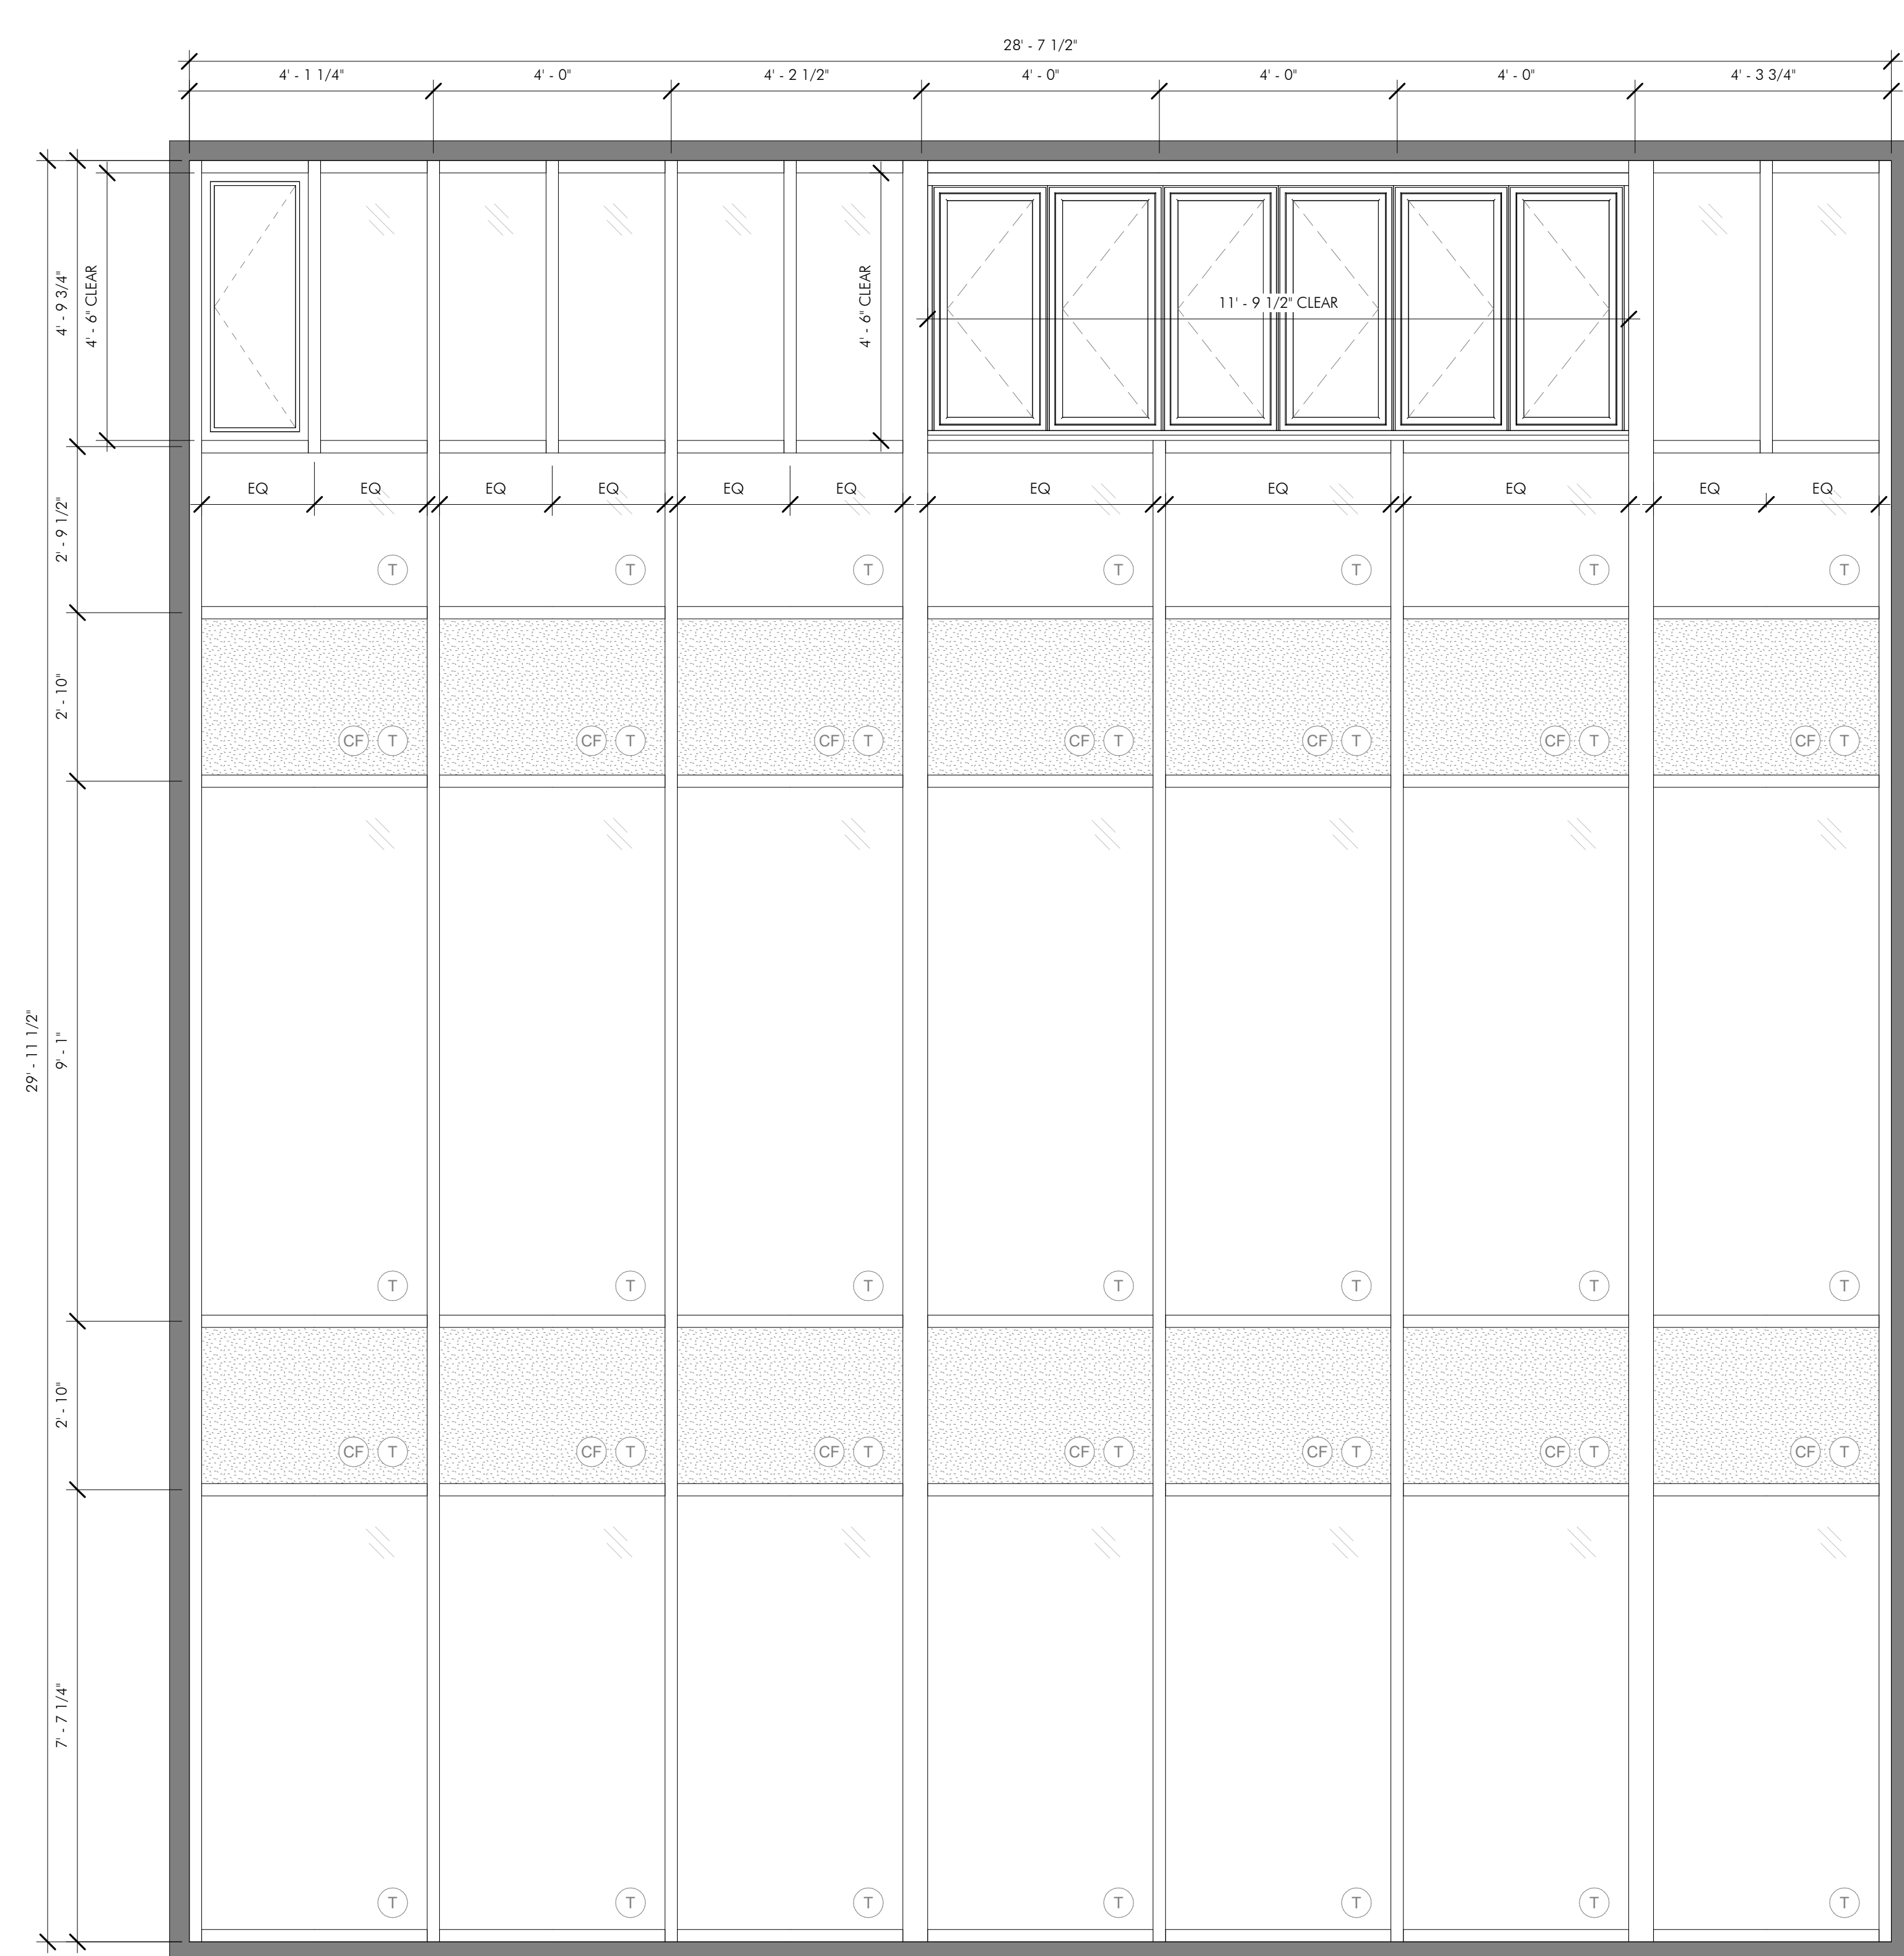 28' - 7 1/2"
4' - 1 1/4" 4' - 0" 4' - 2 1/2" 4' - 0" 4' - 0" 4' - 0" 4' - 3 3/4"
4' - 9 3/4"
4' - 6" CLEAR
4' - 6" CLEAR
11' - 9 1/2" CLEAR
EQ EQ EQ EQ EQ EQ EQ EQ EQ EQ EQ
2' - 9 1/2"
T T T T T T T
2' - 10"
CF T CF T CF T CF T CF T CF T CF T
29' - 11 1/2"
9' - 1"
T T T T T T T
2' - 10"
CF T CF T CF T CF T CF T CF T CF T
7' - 7 1/4"
T T T T T T T